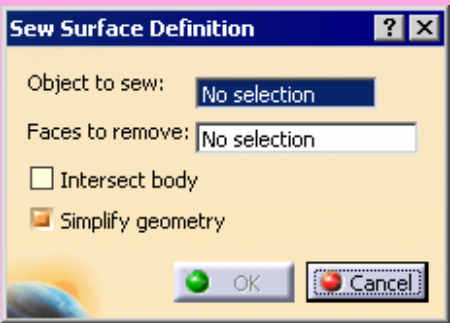 Sew Surface Definition ? X
Object to sew: No selection
Faces to remove: No selection
Intersect body
Simplify geometry
OK Cancel